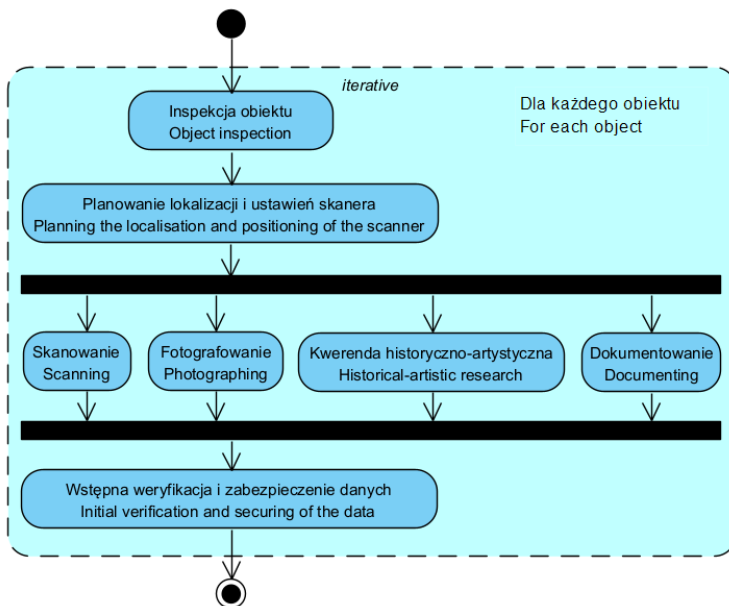 iterative
Dla każdego obiektu
For each object
Inspekcja obiektu
Object inspection
Planowanie lokalizacji i ustawień skanera
Planning the localisation and positioning of the scanner
Skanowanie
Scanning
Fotografowanie
Photographing
Kwerenda historyczno-artystyczna
Historical-artistic research
Dokumentowanie
Documenting
Wstępna weryfikacja i zabezpieczenie danych
Initial verification and securing of the data